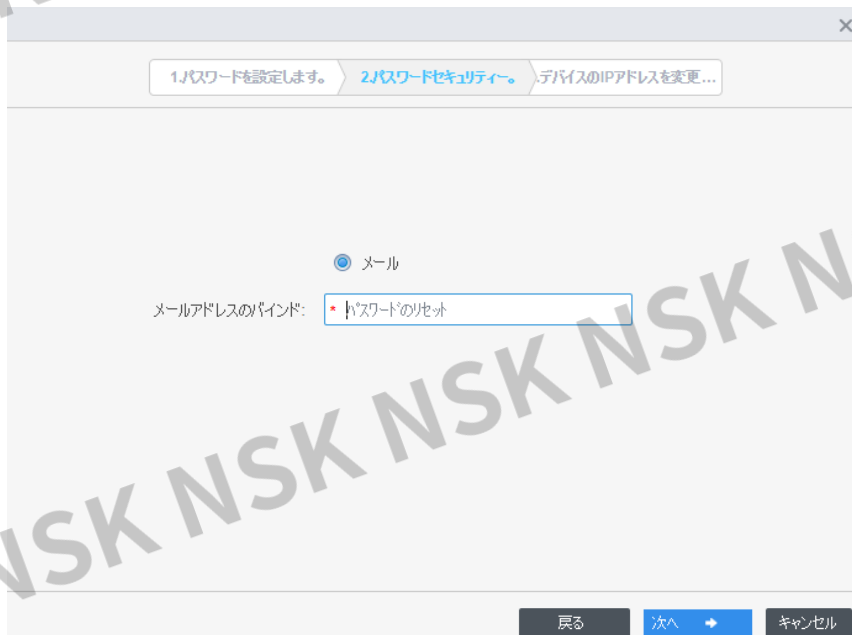 1.パスワードを設定します。 2.パスワードセキュリティー。 .デバイスのIPアドレスを変更...
メール
メールアドレスのバインド: * パスワードのリセット
NSK NSK NSK NSK N
戻る 次へ キャンセル